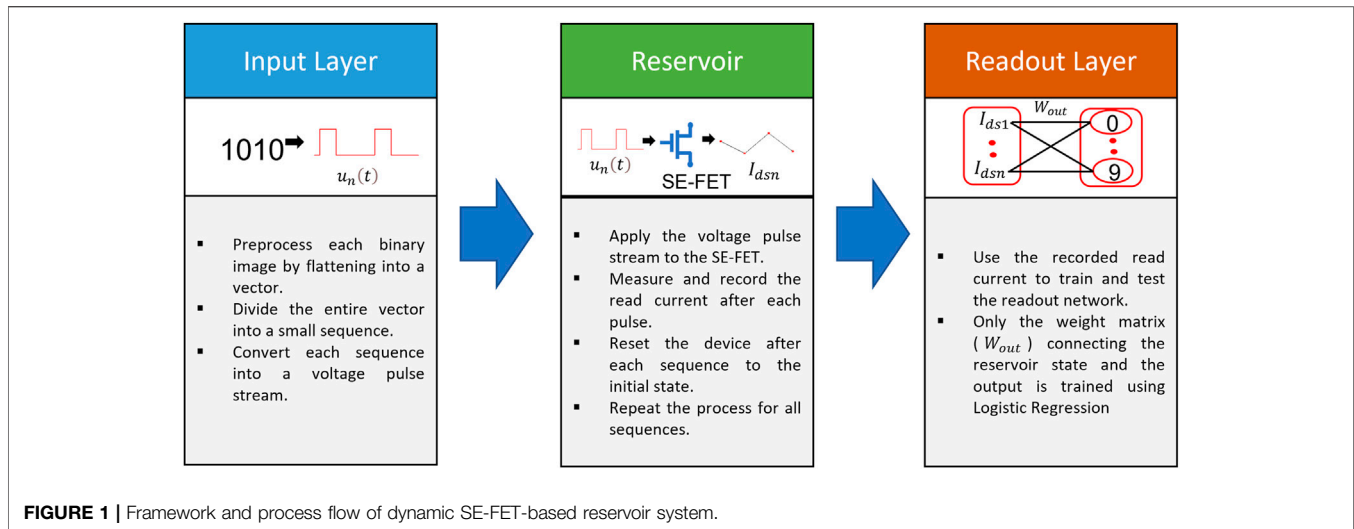 Input Layer
1010
u_n(t)
▪ Preprocess each binary
image by flattening into a
vector.
▪ Divide the entire vector
into a small sequence.
▪ Convert each sequence
into a voltage pulse
stream.
Reservoir
u_n(t)
SE-FET
I_dsn
▪ Apply the voltage pulse
stream to the SE-FET.
▪ Measure and record the
read current after each
pulse.
▪ Reset the device after
each sequence to the
initial state.
▪ Repeat the process for all
sequences.
Readout Layer
W_out
I_ds1
0
I_dsn
9
▪ Use the recorded read
current to train and test
the readout network.
▪ Only the weight matrix
( W_out ) connecting the
reservoir state and the
output is trained using
Logistic Regression
FIGURE 1 | Framework and process flow of dynamic SE-FET-based reservoir system.